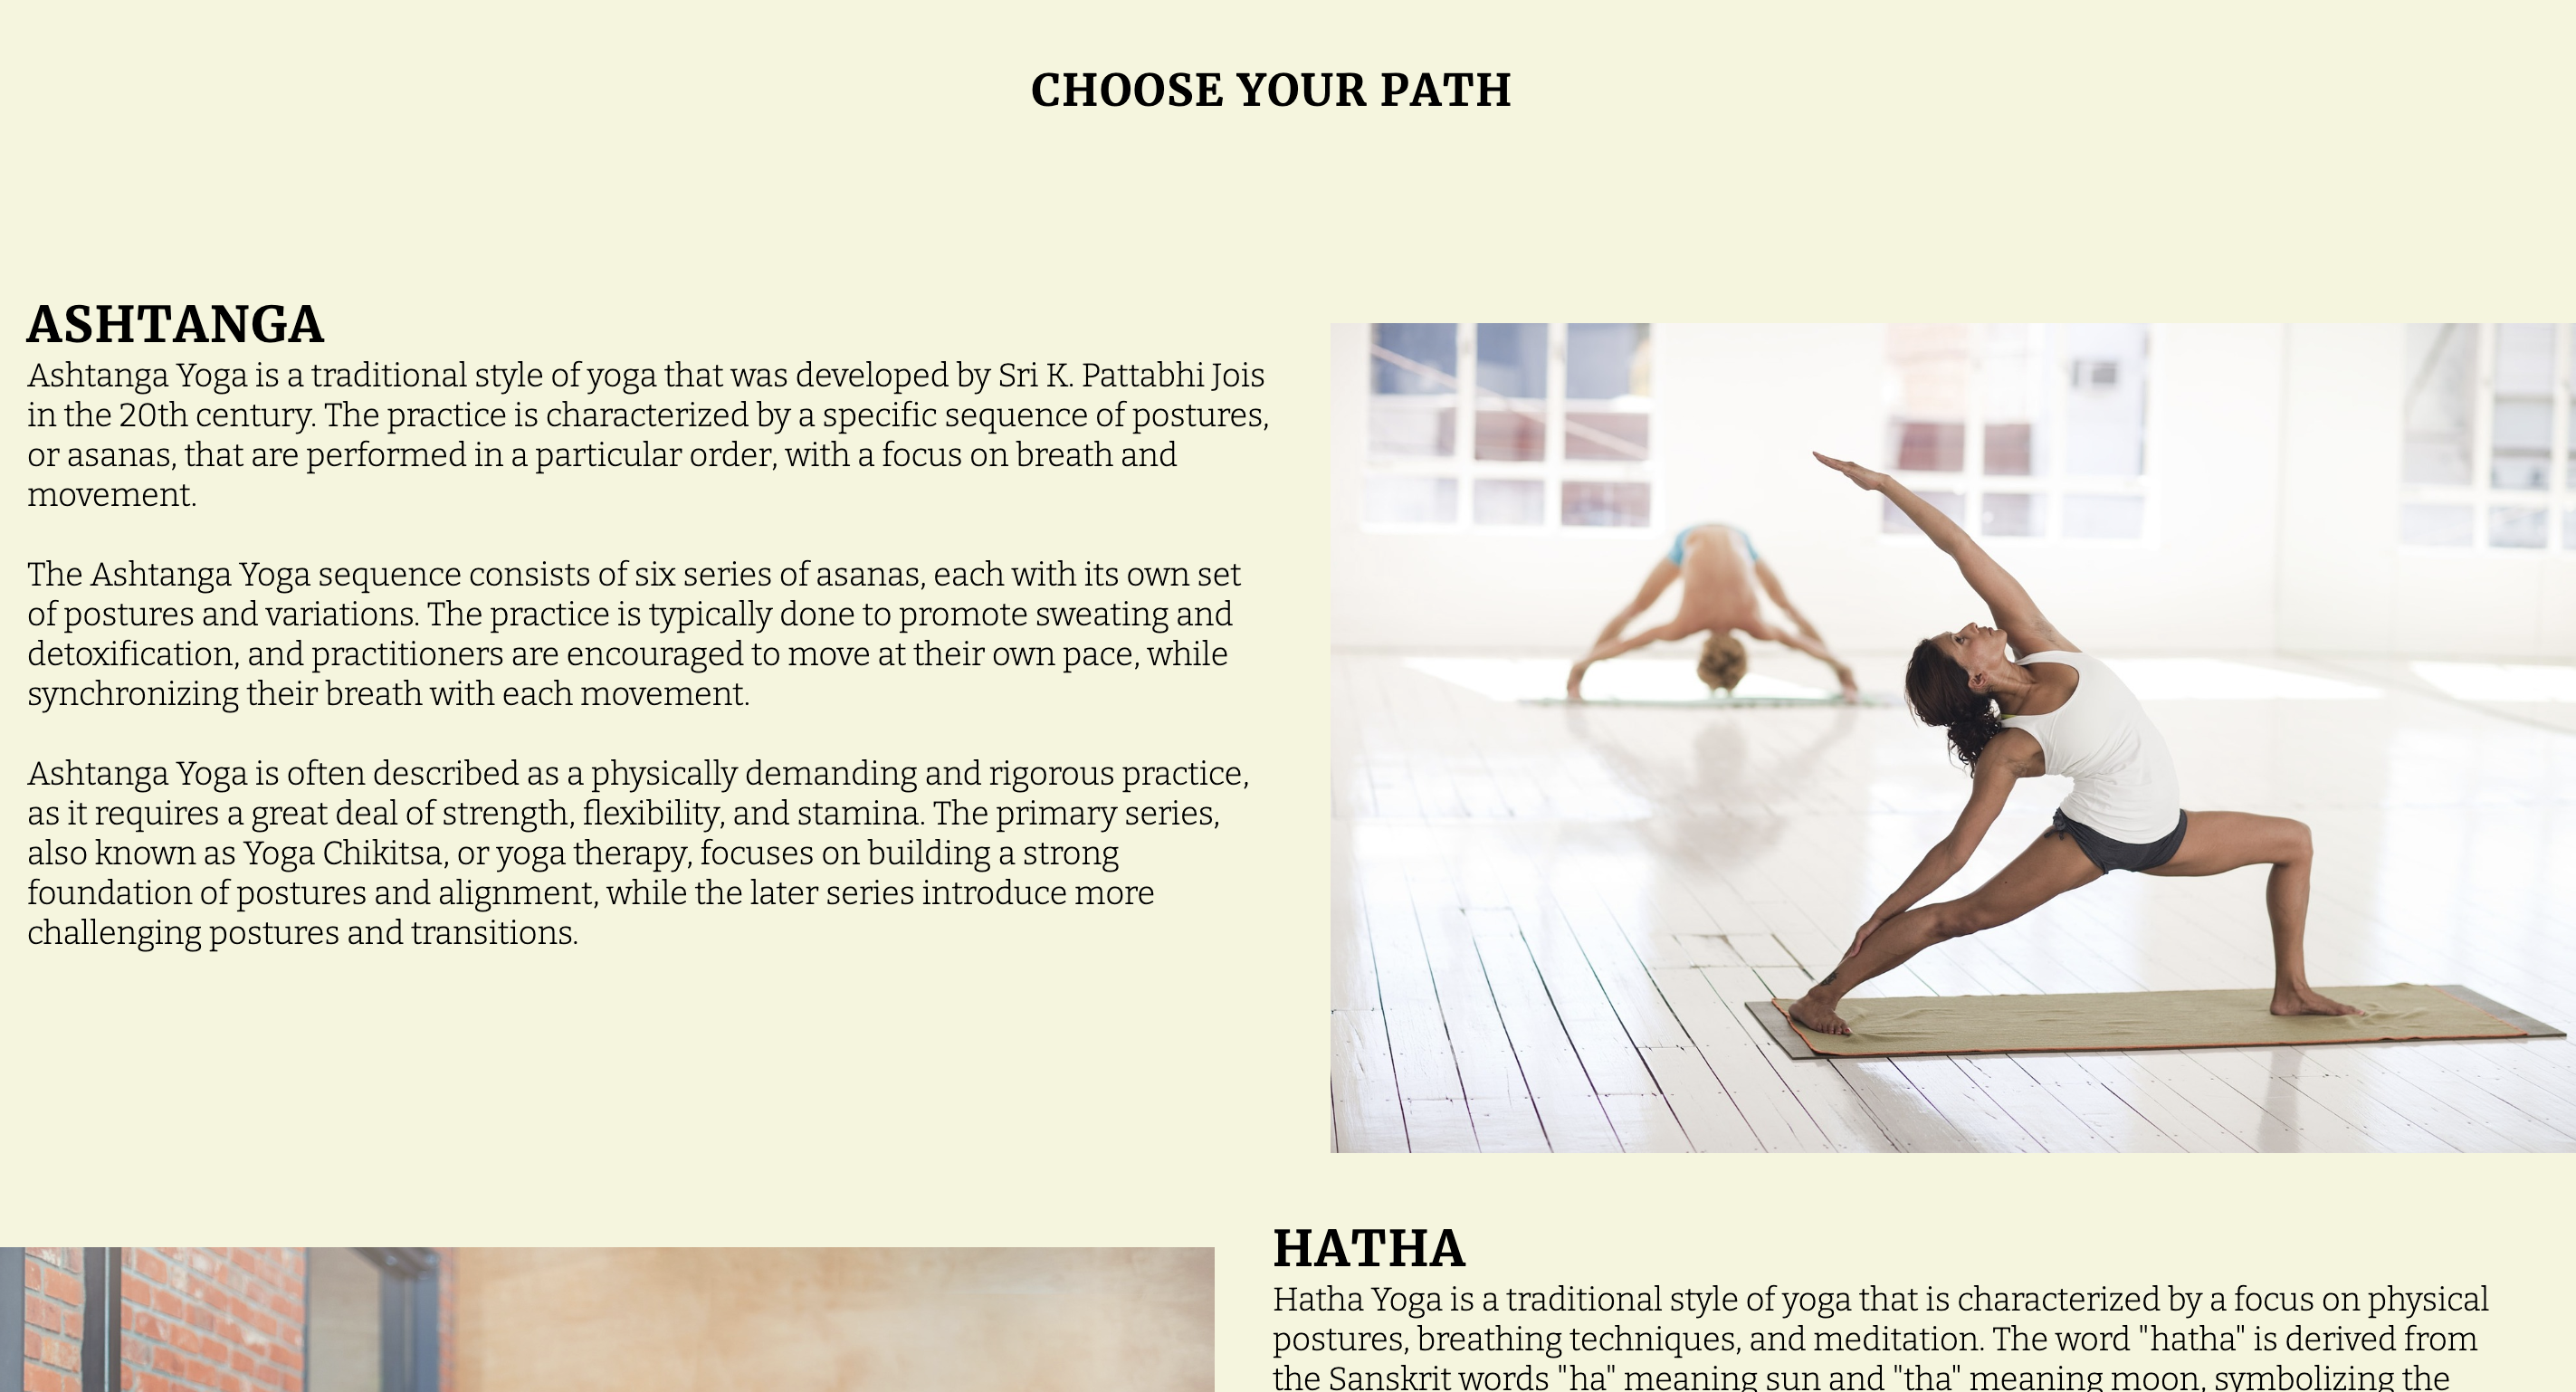 CHOOSE YOUR PATH
ASHTANGA
Ashtanga Yoga is a traditional style of yoga that was developed by Sri K. Pattabhi Jois
in the 20th century. The practice is characterized by a specific sequence of postures,
or asanas, that are performed in a particular order, with a focus on breath and
movement.
The Ashtanga Yoga sequence consists of six series of asanas, each with its own set
of postures and variations. The practice is typically done to promote sweating and
detoxification, and practitioners are encouraged to move at their own pace, while
synchronizing their breath with each movement.
Ashtanga Yoga is often described as a physically demanding and rigorous practice,
as it requires a great deal of strength, flexibility, and stamina. The primary series,
also known as Yoga Chikitsa, or yoga therapy, focuses on building a strong
foundation of postures and alignment, while the later series introduce more
challenging postures and transitions.
HATHA
Hatha Yoga is a traditional style of yoga that is characterized by a focus on physical
postures, breathing techniques, and meditation. The word "hatha" is derived from
the Sanskrit words "ha" meaning sun and "tha" meaning moon, symbolizing the